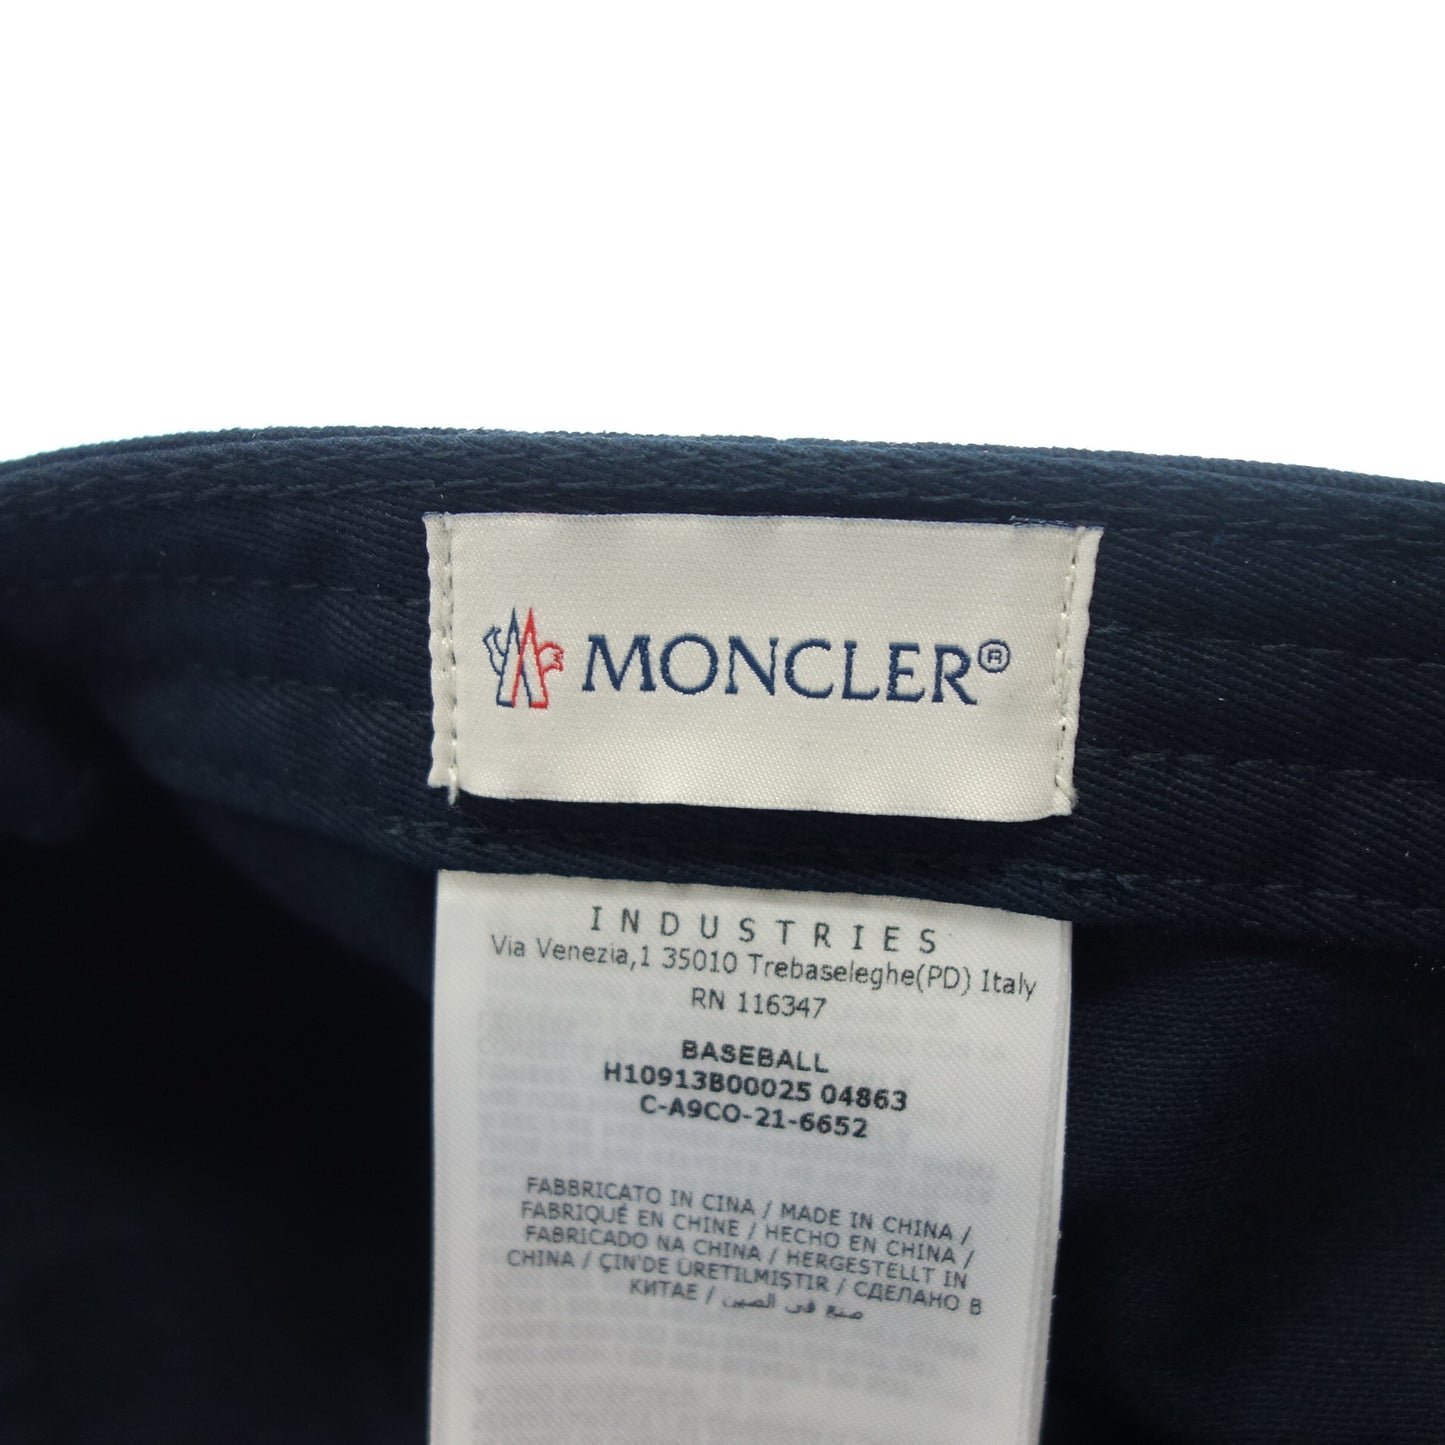 MONCLER®
INDUSTRIES
Via Venezia,1 35010 Trebaseleghe(PD) Italy
RN 116347
BASEBALL
H10913B00025 04863
C-A9CO-21-6652
FABBRICATO IN CINA / MADE IN CHINA /
FABRIQUÉ EN CHINE / HECHO EN CHINA /
FABRICADO NA CHINA / HERGESTELLT IN
CHINA / ÇIN'DE ÜRETILMIŞTIR / СДЕЛАНО В
КИТАЕ / صنع في الصين